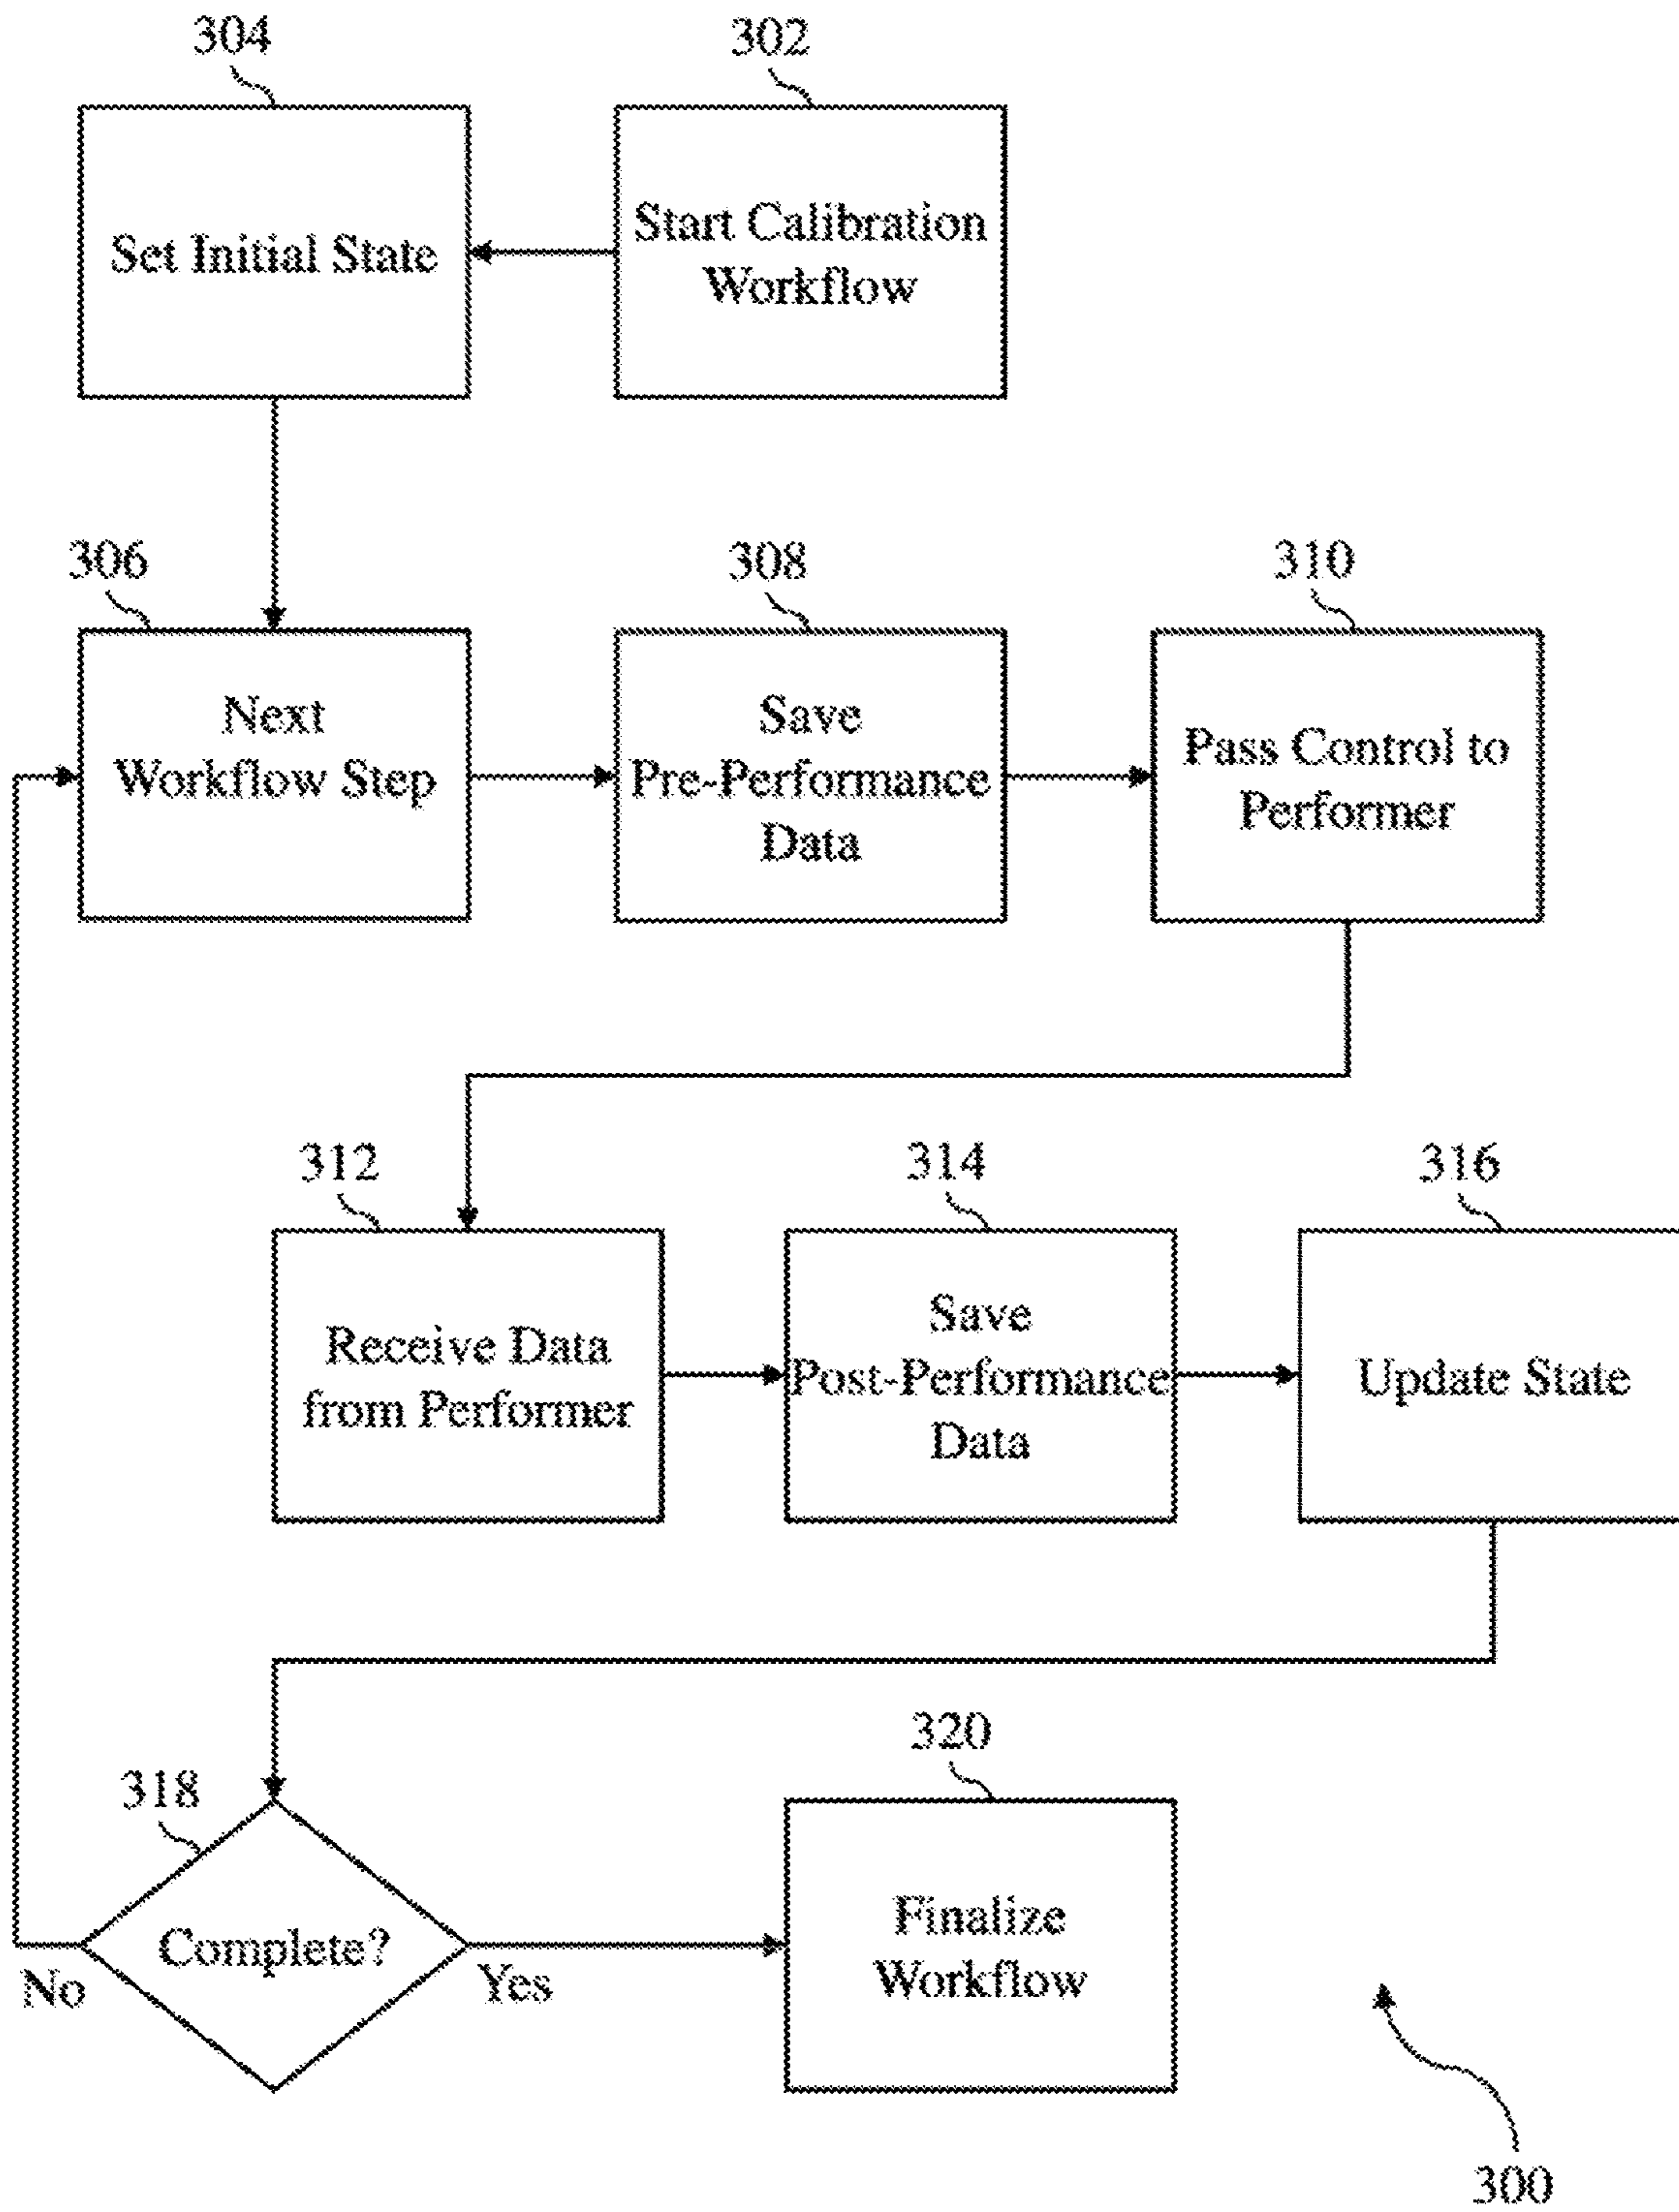 304
302
Set Initial State
Start Calibration
Workflow
306
308
310
Next
Workflow Step
Save
Pre-Performance
Data
Pass Control to
Performer
312
314
316
Receive Data
from Performer
Save
Post-Performance
Data
Update State
318
320
Complete?
No
Yes
Finalize
Workflow
300